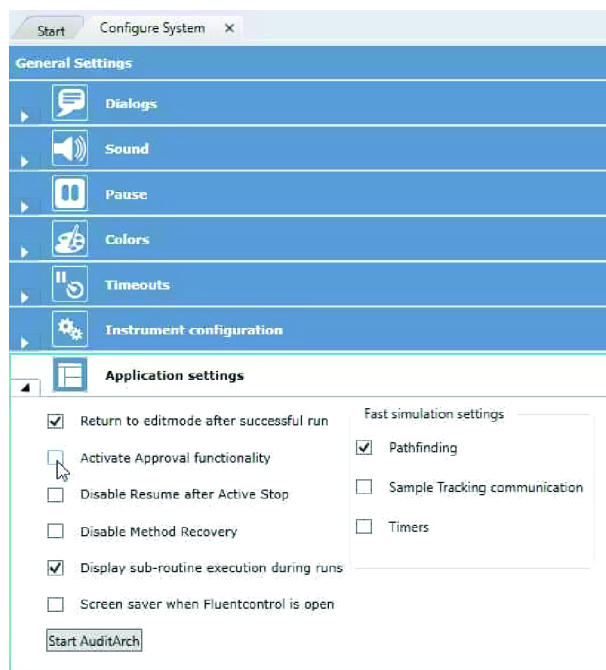 Start
Configure System
General Settings
Dialogs
Sound
Pause
Colors
Timeouts
Instrument configuration
Application settings
Return to editmode after successful run
Activate Approval functionality
Disable Resume after Active Stop
Disable Method Recovery
Display sub-routine execution during runs
Screen saver when Fluentcontrol is open
Start AuditArch
Fast simulation settings
Pathfinding
Sample Tracking communication
Timers